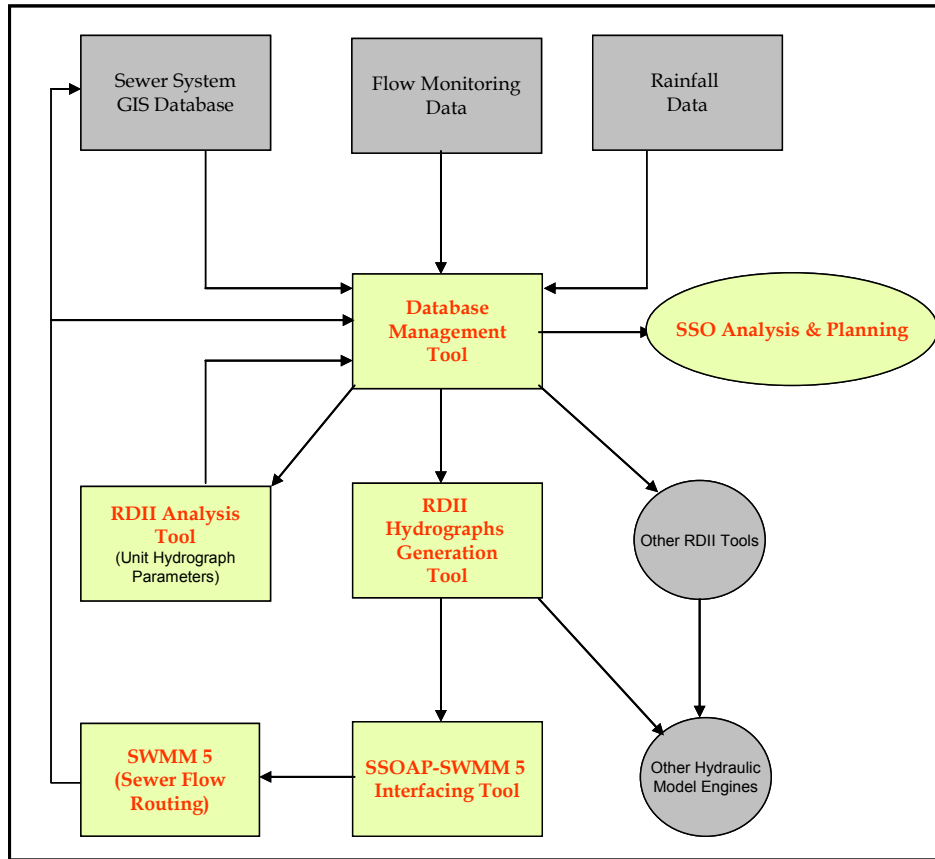 Sewer System
GIS Database
Flow Monitoring
Data
Rainfall
Data
Database
Management
Tool
SSO Analysis & Planning
RDII Analysis
Tool
(Unit Hydrograph
Parameters)
RDII
Hydrographs
Generation
Tool
Other RDII Tools
SWMM 5
(Sewer Flow
Routing)
SSOAP-SWMM 5
Interfacing Tool
Other Hydraulic
Model Engines